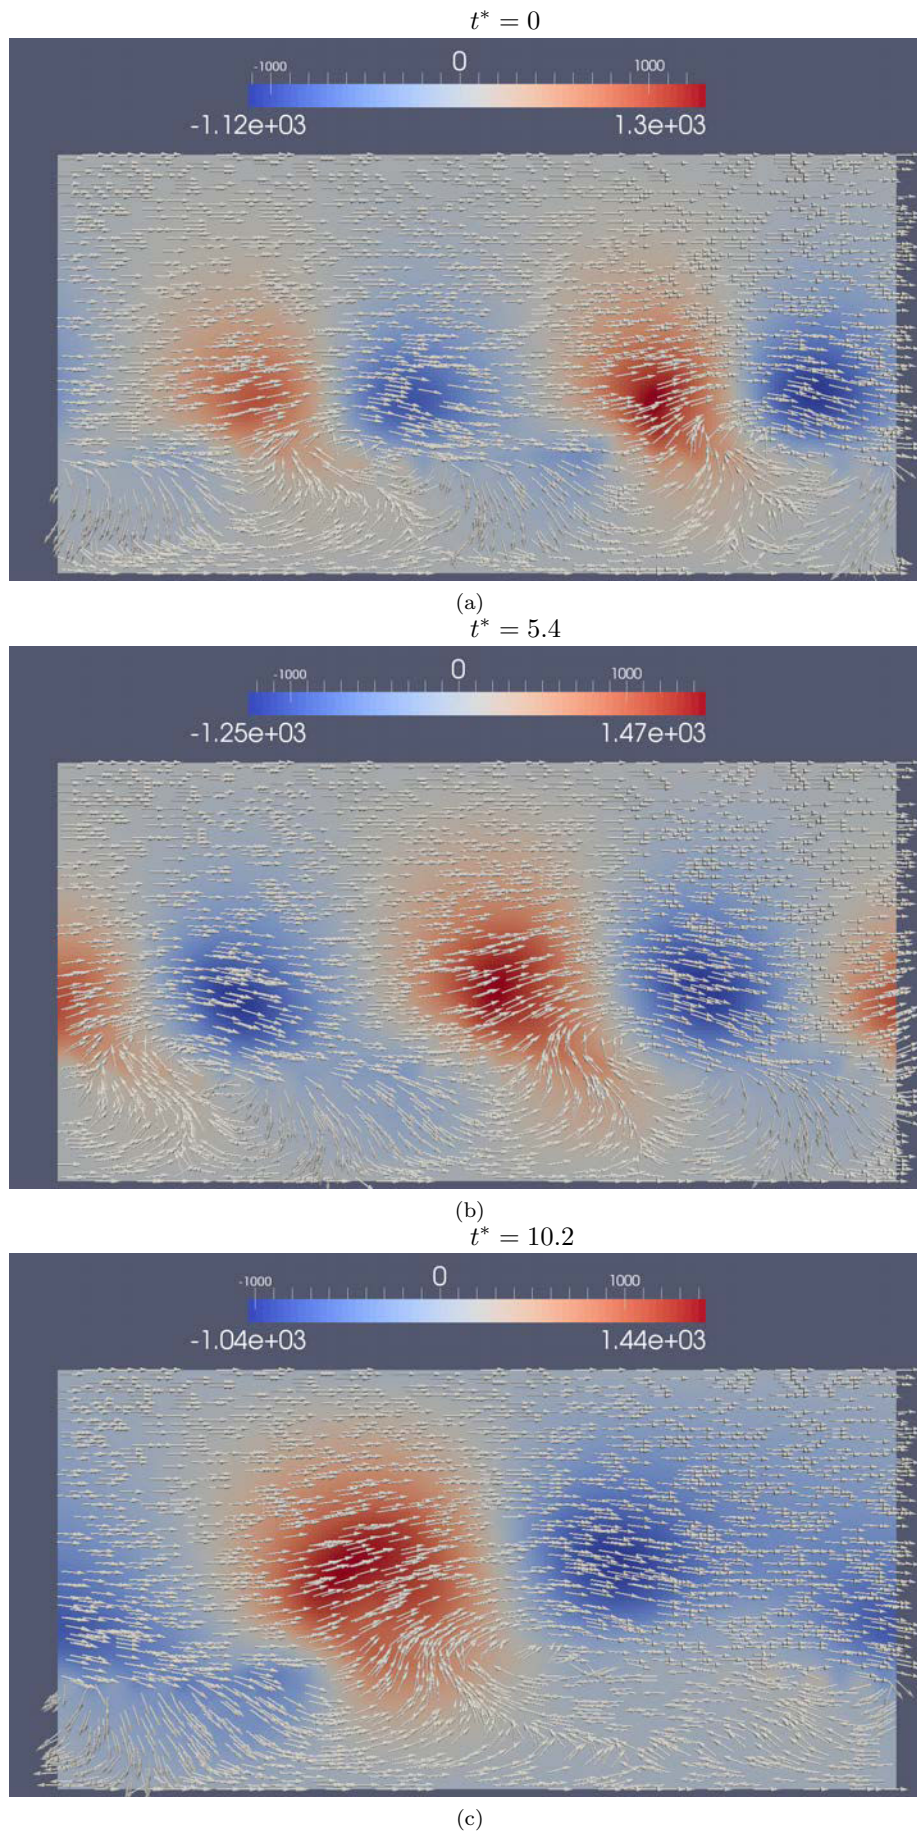 t* = 0
-1000 0 1000
-1.12e+03 1.3e+03
(a)
t* = 5.4
-1000 0 1000
-1.25e+03 1.47e+03
(b)
t* = 10.2
-1000 0 1000
-1.04e+03 1.44e+03
(c)